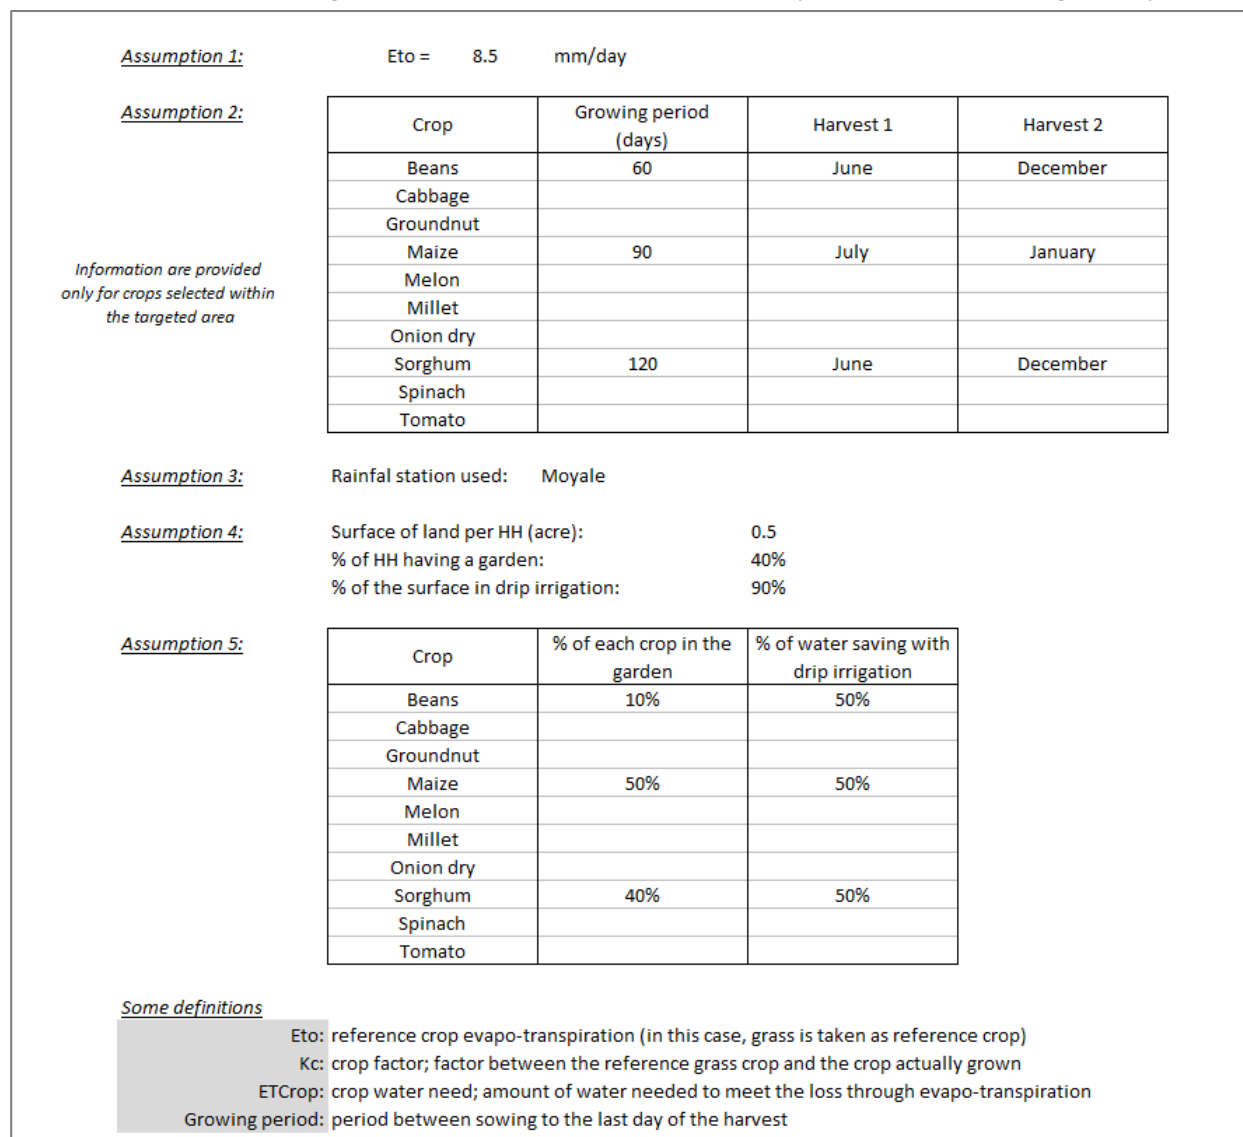 Assumption 1: Eto = 8.5 mm/day
Assumption 2:
Crop Growing period (days) Harvest 1 Harvest 2
Beans 60 June December
Cabbage
Groundnut
Maize 90 July January
Melon
Millet
Onion dry
Sorghum 120 June December
Spinach
Tomato
Information are provided
only for crops selected within
the targeted area
Assumption 3: Rainfal station used: Moyale
Assumption 4: Surface of land per HH (acre): 0.5
% of HH having a garden: 40%
% of the surface in drip irrigation: 90%
Assumption 5:
Crop % of each crop in the garden % of water saving with drip irrigation
Beans 10% 50%
Cabbage
Groundnut
Maize 50% 50%
Melon
Millet
Onion dry
Sorghum 40% 50%
Spinach
Tomato
Some definitions
Eto: reference crop evapo-transpiration (in this case, grass is taken as reference crop)
Kc: crop factor; factor between the reference grass crop and the crop actually grown
ETCrop: crop water need; amount of water needed to meet the loss through evapo-transpiration
Growing period: period between sowing to the last day of the harvest